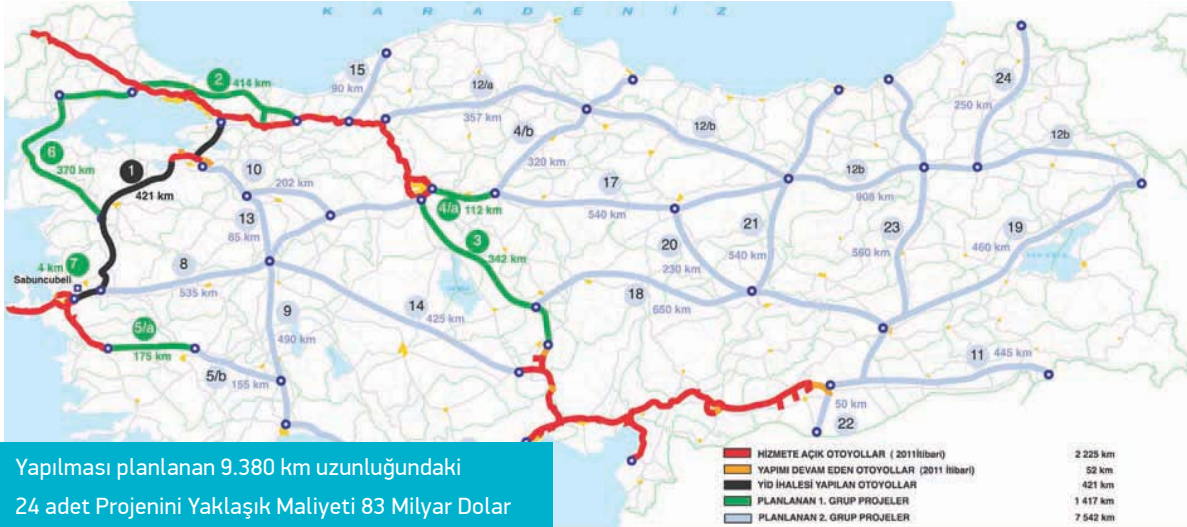 K A R A D E N İ Z
2
414 km
15
90 km
12/a
357 km
4/b
320 km
12/b
24
250 km
12b
6
370 km
1
421 km
10
202 km
13
85 km
4/a
112 km
17
540 km
12b
908 km
3
342 km
20
230 km
21
540 km
23
560 km
19
460 km
4 km
7
Sabuncubeli
8
535 km
9
490 km
14
425 km
18
650 km
5/a
175 km
5/b
155 km
11
445 km
50 km
22
Yapılması planlanan 9.380 km uzunluğundaki
24 adet Projenini Yaklaşık Maliyeti 83 Milyar Dolar
HİZMETE AÇIK OTOYOLLAR ( 2011İtibari) 2 225 km
YAPIMI DEVAM EDEN OTOYOLLAR (2011 İtibari) 52 km
YİD İHALESİ YAPILAN OTOYOLLAR 421 km
PLANLANAN 1. GRUP PROJELER 1 417 km
PLANLANAN 2. GRUP PROJELER 7 542 km